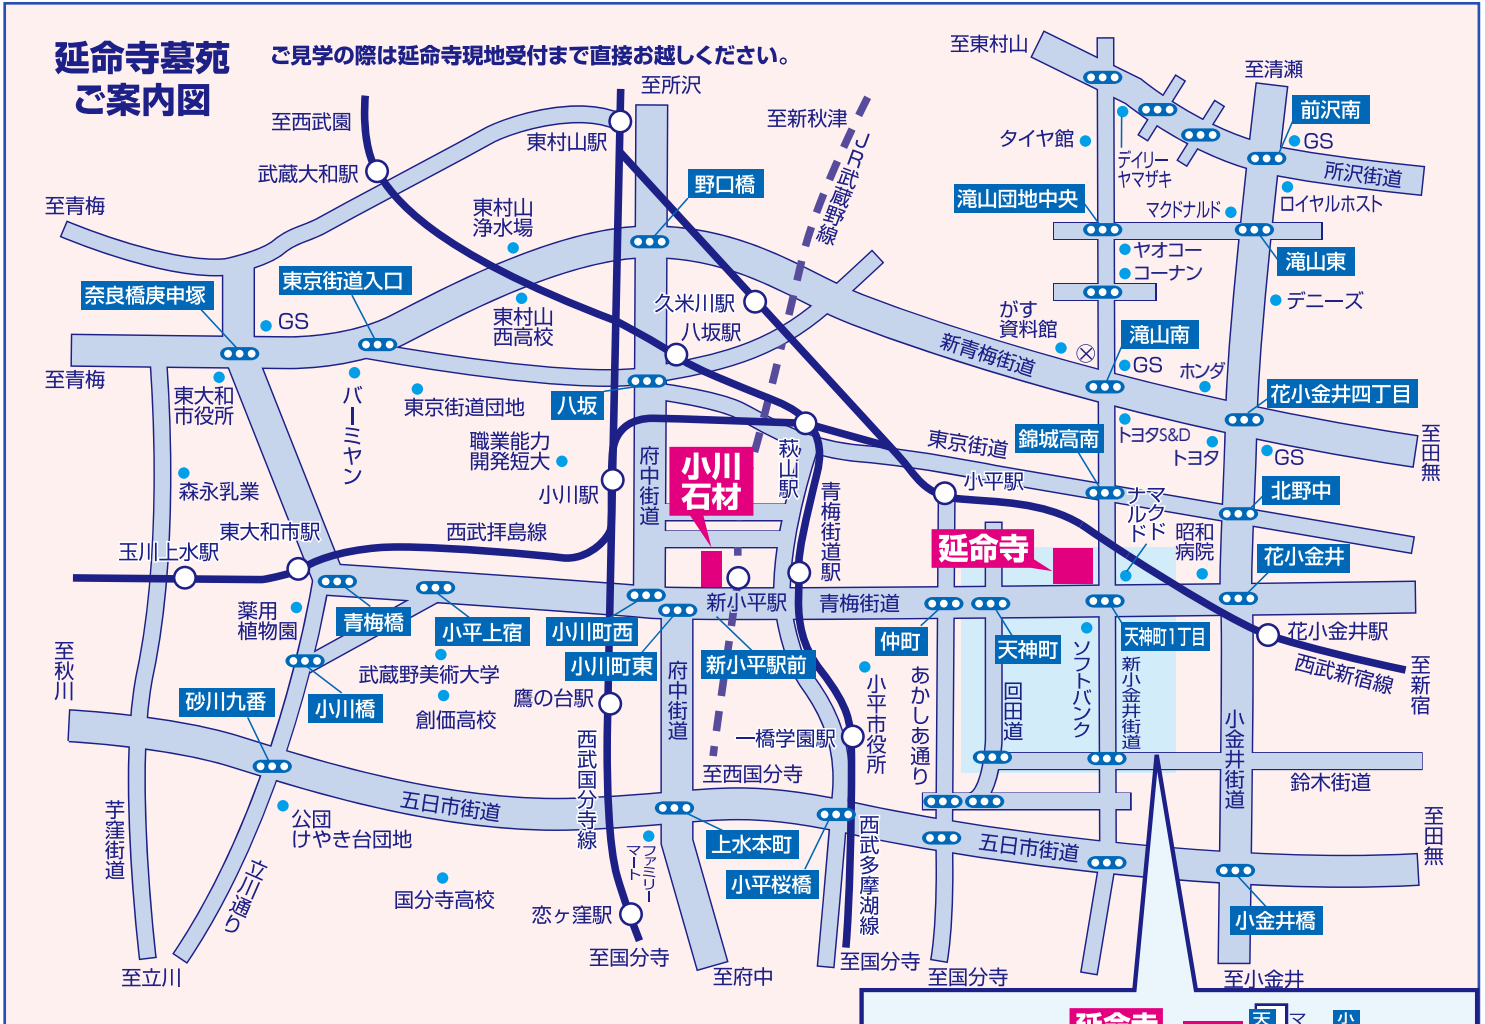 延命寺墓苑
ご案内図
ご見学の際は延命寺現地受付まで直接お越しください。
至所沢
至東村山
至清瀬
前沢南
GS
至西武園
東村山駅
至新秋津
JR武蔵野線
タイヤ館
デイリー
ヤマザキ
所沢街道
武蔵大和駅
野口橋
滝山団地中央
マクドナルド
ロイヤルホスト
至青梅
東村山
浄水場
ヤオコー
コーナン
滝山東
奈良橋庚申塚
東京街道入口
GS
東村山
西高校
久米川駅
八坂駅
がす
資料館
デニーズ
新青梅街道
滝山南
GS
ホンダ
至青梅
東大和
市役所
バーミヤン
東京街道団地
八坂
花小金井四丁目
職業能力
開発短大
府中街道
小川
石材
萩山駅
東京街道
錦城高南
トヨタS&D
トヨタ
GS
至田無
森永乳業
小川駅
青梅街道駅
小平駅
マクド
ナルド
北野中
昭和
病院
東大和市駅
西武拝島線
玉川上水駅
延命寺
花小金井
薬用
植物園
青梅橋
小平上宿
小川町西
小川町東
新小平駅
青梅街道
仲町
天神町
天神町1丁目
花小金井駅
西武新宿線
至新宿
至秋川
武蔵野美術大学
新小平駅前
砂川九番
小川橋
創価高校
鷹の台駅
府中街道
小平市役所
あかしあ通り
回田道
ソフトバンク
新小金井街道
小金井街道
一橋学園駅
西武国分寺線
至西国分寺
鈴木街道
芋窪街道
五日市街道
公団
けやき台団地
ファミリー
マート
上水本町
小平桜橋
西武多摩湖線
五日市街道
至田無
立川通り
国分寺高校
恋ヶ窪駅
小金井橋
至立川
至国分寺
至府中
至国分寺
至国分寺
至小金井
延命寺
天
マ
小